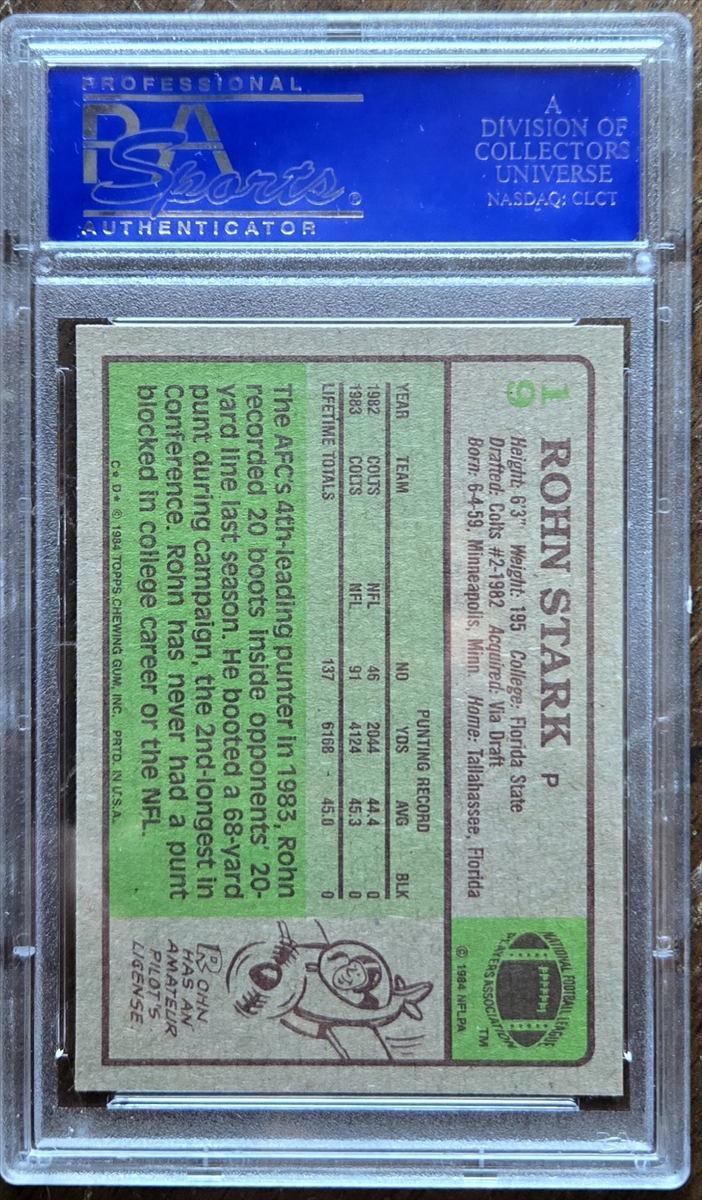 PROFESSIONAL
PSA
Sports®
AUTHENTICATOR
A
DIVISION OF
COLLECTORS
UNIVERSE
NASDAQ: CLCT
19
ROHN STARK P
Height: 6'3" Weight: 195 College: Florida State
Drafted: Colts #2-1982 Acquired: Via Draft
Born: 6-4-59, Minneapolis, Minn. Home: Tallahassee, Florida
NATIONAL FOOTBALL LEAGUE
PLAYERS ASSOCIATION
TM
© 1984 NFLPA
PUNTING RECORD
YEAR TEAM NO YDS AVG BLK
1982 COLTS NFL 46 2044 44.4 0
1983 COLTS NFL 91 4124 45.3 0
LIFETIME TOTALS 137 6168 45.0 0
The AFC's 4th-leading punter in 1983, Rohn
recorded 20 boots inside opponents' 20-
yard line last season. He booted a 68-yard
punt during campaign, the 2nd-longest in
Conference. Rohn has never had a punt
blocked in college career or the NFL.
ROHN
HAS AN
AMATEUR
PILOT'S
LICENSE.
C* D* © 1984 TOPPS CHEWING GUM, INC. PRTD. IN U.S.A.